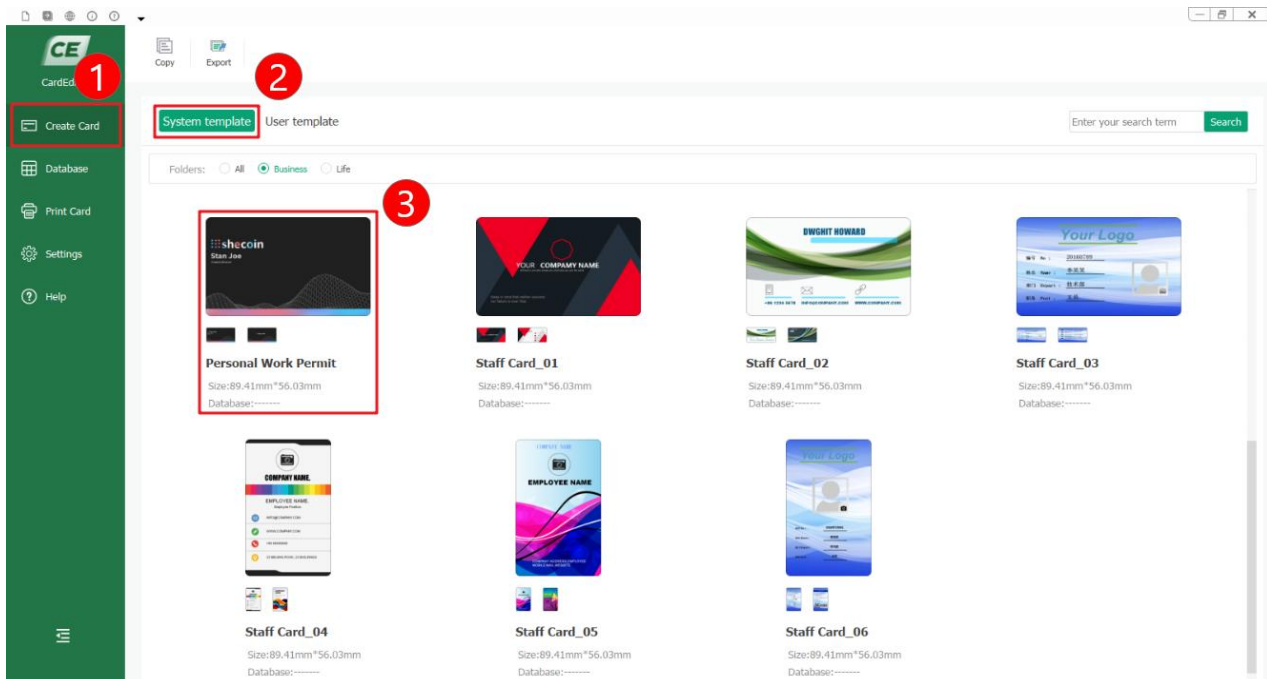 CE
CardEd
1
Create Card
Database
Print Card
Settings
Help
Copy
Export
2
System template
User template
Enter your search term
Search
Folders:
All
Business
Life
3
shecoin
Stan Joe
Personal Work Permit
Size:89.41mm*56.03mm
Database:-------
YOUR COMPAMY NAME
Staff Card_01
Size:89.41mm*56.03mm
Database:-------
DWGHIT HOWARD
Staff Card_02
Size:89.41mm*56.03mm
Database:-------
Your Logo
Staff Card_03
Size:89.41mm*56.03mm
Database:-------
COMPANY NAME.
EMPLOYEE NAME.
Staff Card_04
Size:89.41mm*56.03mm
Database:-------
EMPLOYEE NAME
Staff Card_05
Size:89.41mm*56.03mm
Database:-------
Your Logo
Staff Card_06
Size:89.41mm*56.03mm
Database:-------